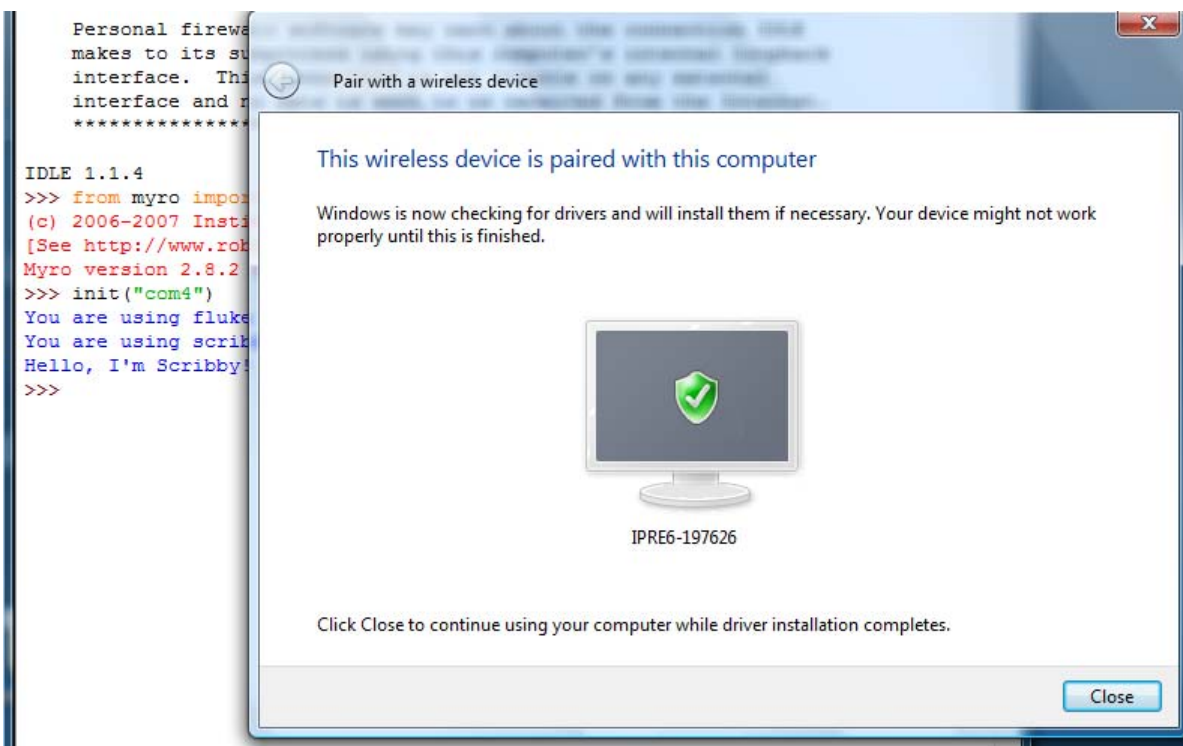 Personal firewa
makes to its su
interface. Thi
interface and r
***************
IDLE 1.1.4
>>> from myro impor
(c) 2006-2007 Insti
[See http://www.rob
Myro version 2.8.2
>>> init("com4")
You are using fluke
You are using scrib
Hello, I'm Scribby!
>>>
X
Pair with a wireless device
This wireless device is paired with this computer
Windows is now checking for drivers and will install them if necessary. Your device might not work
properly until this is finished.
IPRE6-197626
Click Close to continue using your computer while driver installation completes.
Close